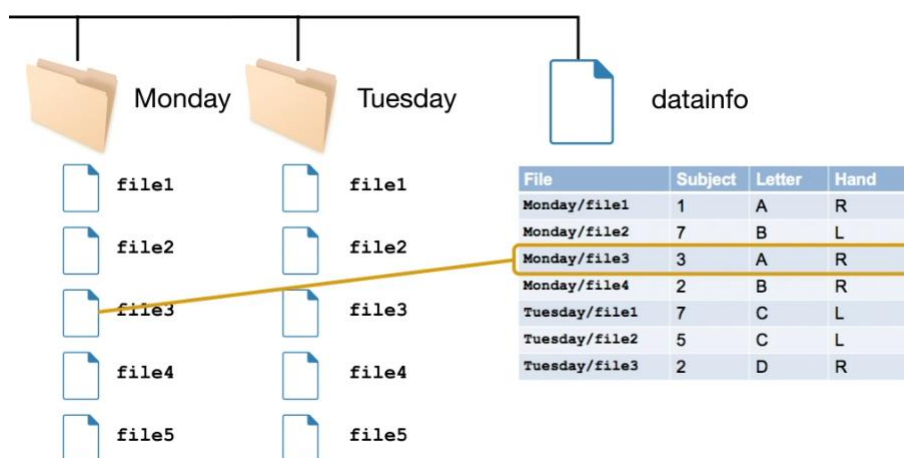 Monday
file1
file2
file3
file4
file5
Tuesday
file1
file2
file3
file4
file5
datainfo
File Subject Letter Hand
Monday/file1 1 A R
Monday/file2 7 B L
Monday/file3 3 A R
Monday/file4 2 B R
Tuesday/file1 7 C L
Tuesday/file2 5 C L
Tuesday/file3 2 D R